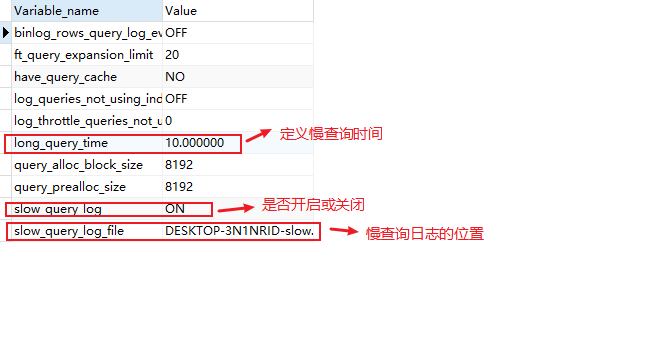 Variable_name Value
binlog_rows_query_log_ev OFF
ft_query_expansion_limit 20
have_query_cache NO
log_queries_not_using_ind OFF
log_throttle_queries_not_u 0
long_query_time 10.000000 定义慢查询时间
query_alloc_block_size 8192
query_prealloc_size 8192
slow_query_log ON 是否开启或关闭
slow_query_log_file DESKTOP-3N1NRID-slow. 慢查询日志的位置